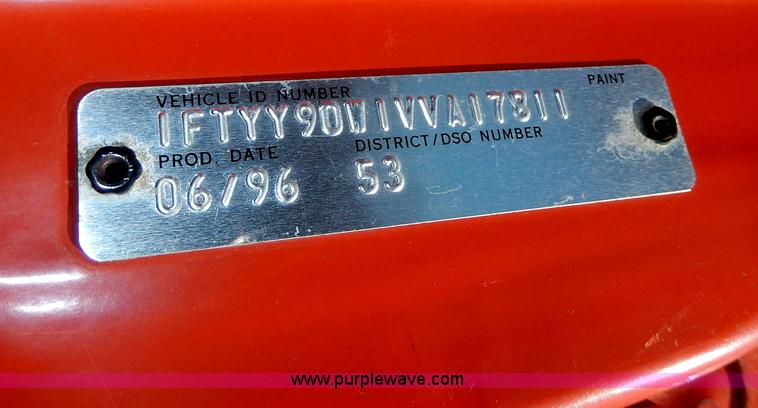 VEHICLE ID NUMBER
PAINT
1FTYY90W1VVA17811
PROD. DATE
DISTRICT/DSO NUMBER
06/96 53
www.purplewave.com